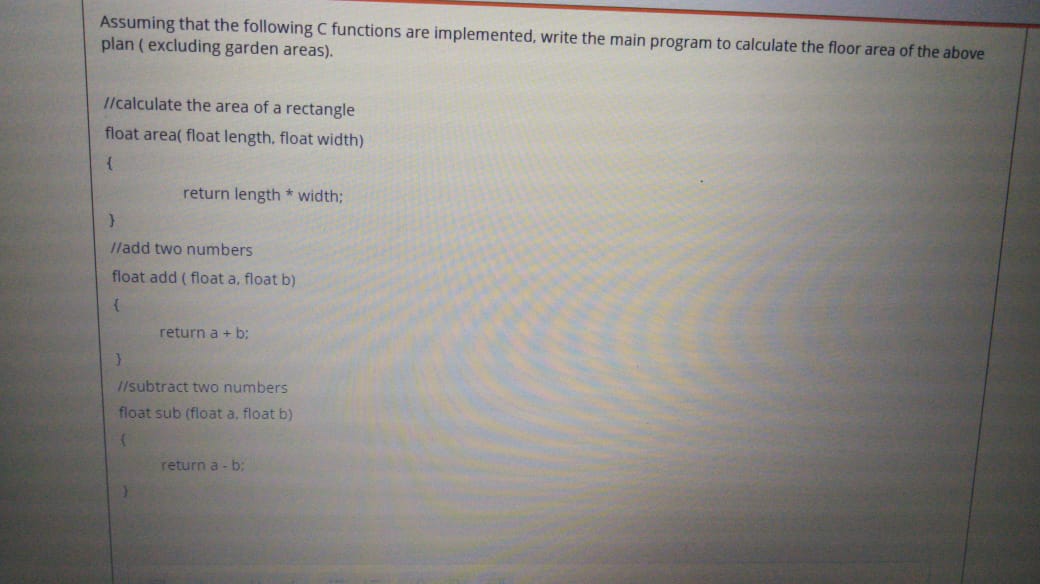 Assuming that the following C functions are implemented, write the main program to calculate the floor area of the above
plan ( excluding garden areas).
//calculate the area of a rectangle
float area( float length, float width)
{
return length * width;
}
//add two numbers
float add ( float a, float b)
{
return a + b;
}
//subtract two numbers
float sub (float a, float b)
{
return a - b;
}